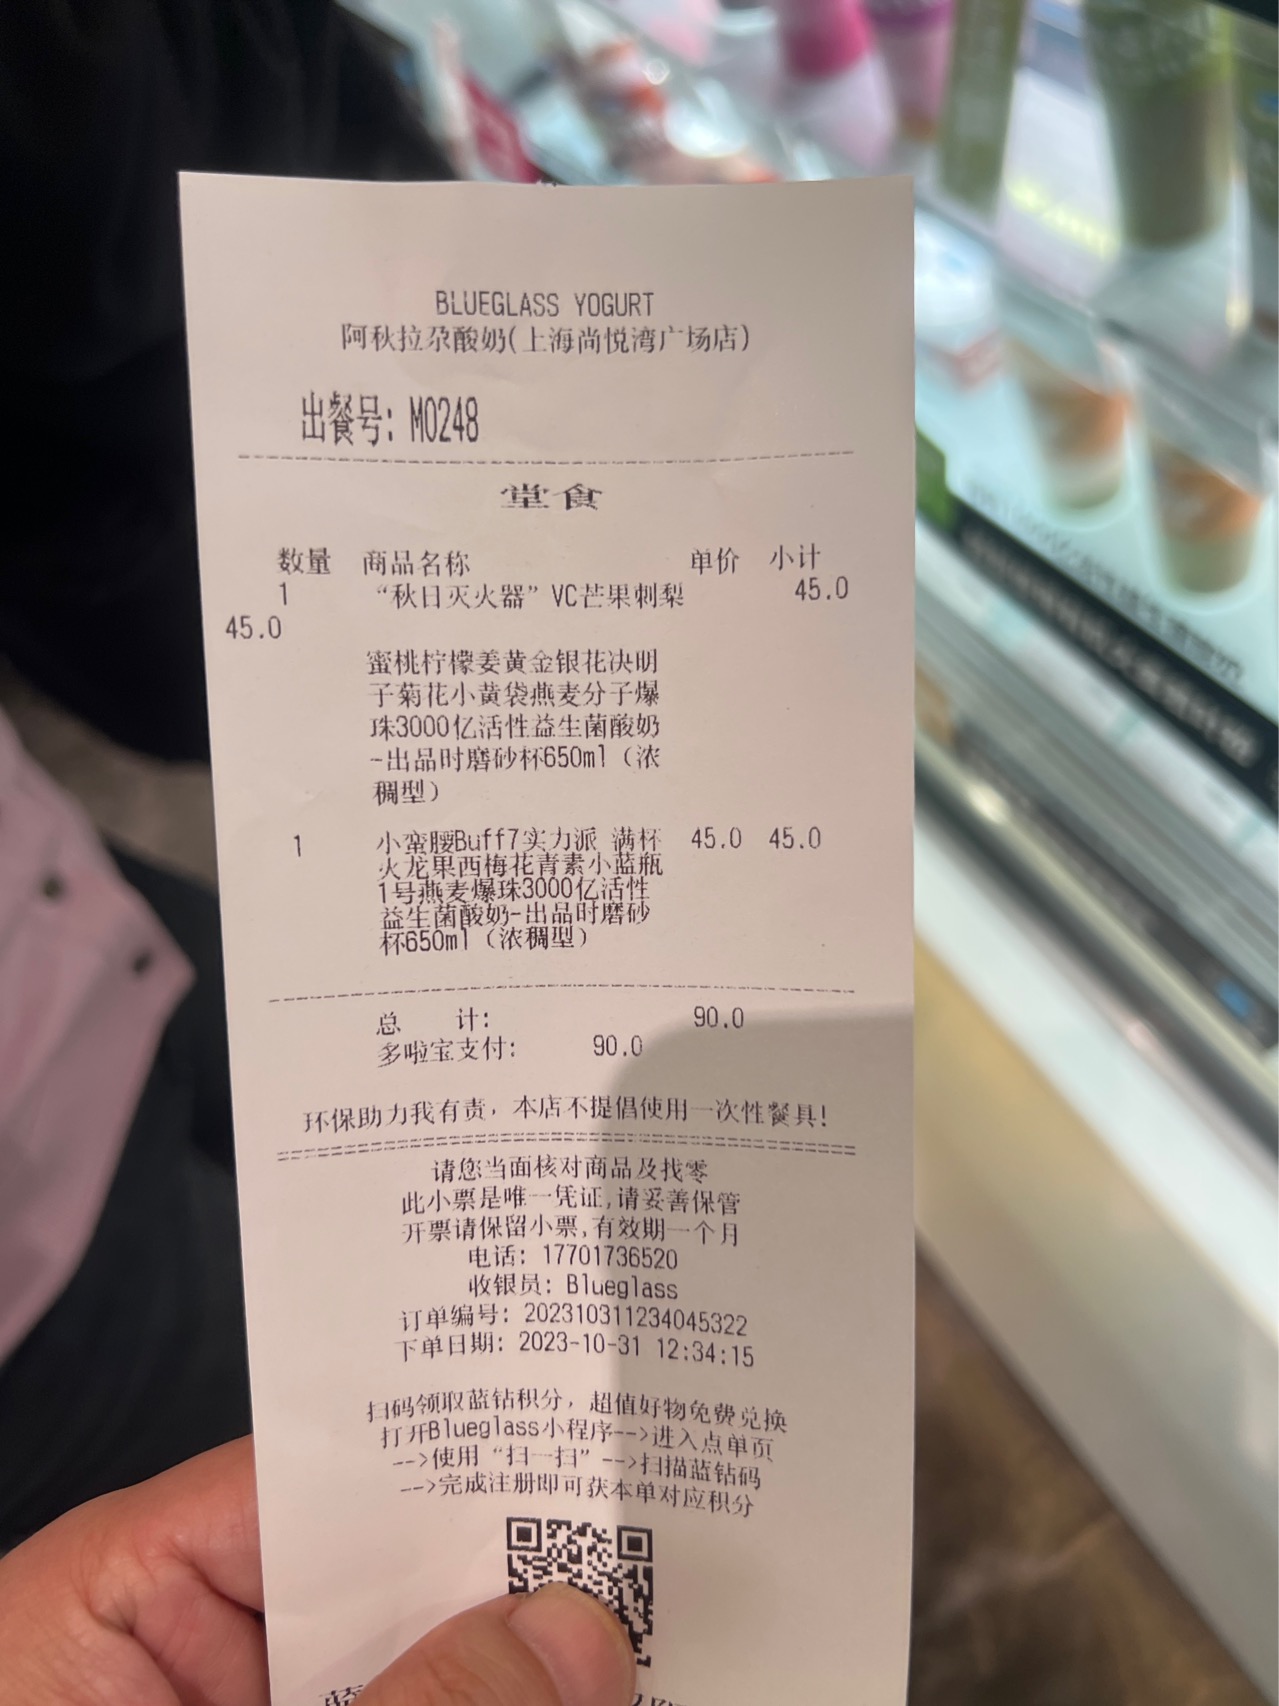 BLUEGLASS YOGURT
阿秋拉尕酸奶(上海尚悦湾广场店)
出餐号: M0248
堂食
数量 商品名称 单价 小计
1 “秋日灭火器”VC芒果刺梨 45.0
45.0
蜜桃柠檬姜黄金银花决明
子菊花小黄袋燕麦分子爆
珠3000亿活性益生菌酸奶
-出品时磨砂杯650ml（浓
稠型）
1 小蛮腰Buff7实力派 满杯 45.0 45.0
火龙果西梅花青素小蓝瓶
1号燕麦爆珠3000亿活性
益生菌酸奶-出品时磨砂
杯650ml（浓稠型）
总 计: 90.0
多啦宝支付: 90.0
环保助力我有责，本店不提倡使用一次性餐具!
请您当面核对商品及找零
此小票是唯一凭证,请妥善保管
开票请保留小票,有效期一个月
电话: 17701736520
收银员: Blueglass
订单编号: 202310311234045322
下单日期: 2023-10-31 12:34:15
扫码领取蓝钻积分，超值好物免费兑换
打开Blueglass小程序-->进入点单页
-->使用“扫一扫”-->扫描蓝钻码
-->完成注册即可获本单对应积分